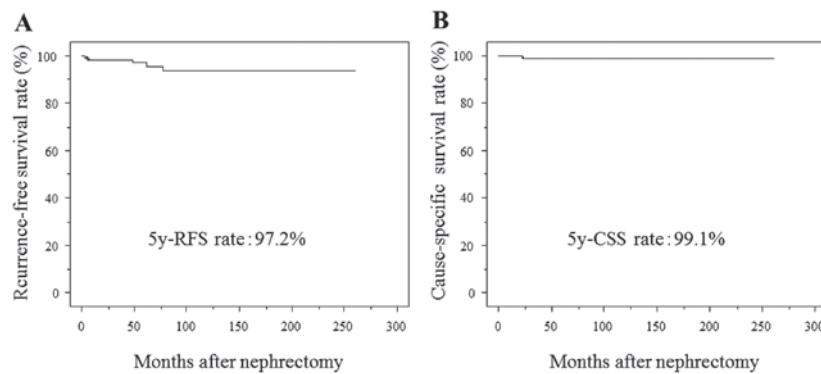 A
Rcurrence-free survival rate (%)
100
80
60
40
20
0
5y-RFS rate:97.2%
0 50 100 150 200 250 300
Months after nephrectomy
B
Cause-specific survival rate (%)
100
80
60
40
20
0
5y-CSS rate:99.1%
0 50 100 150 200 250 300
Months after nephrectomy